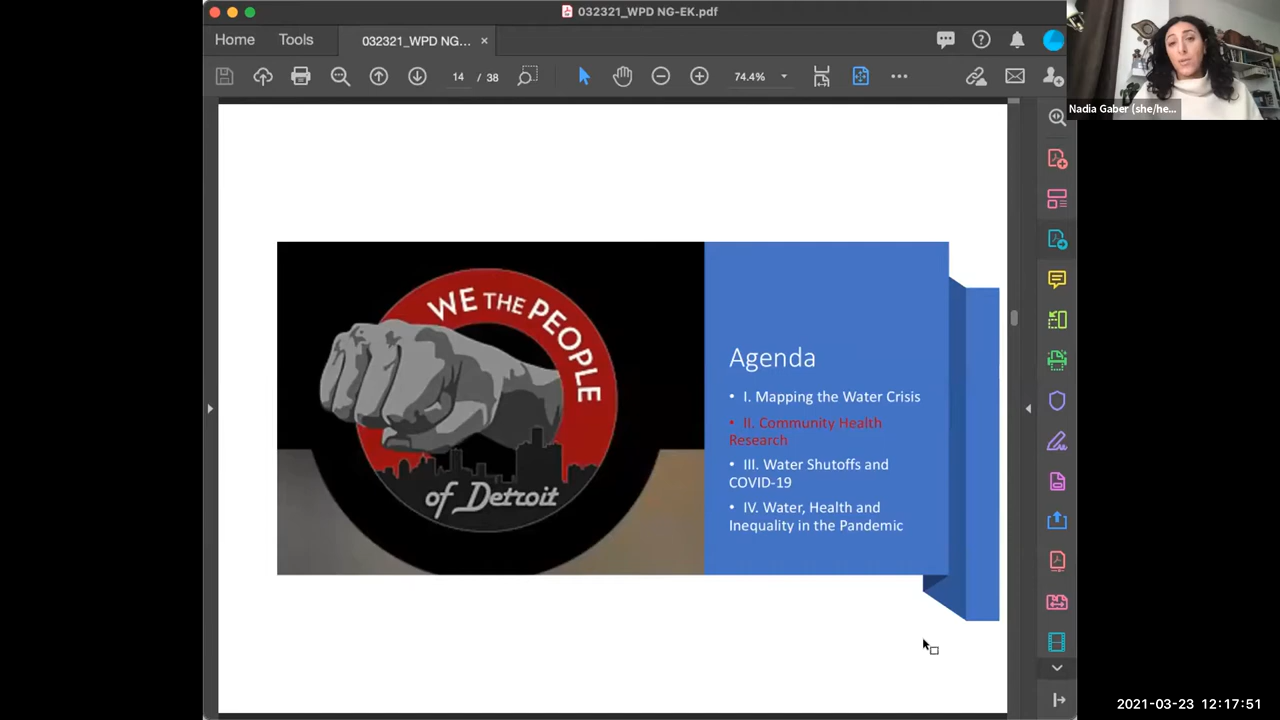 032321_WPD NG-EK.pdf
Home
Tools
032321_WPD NG...
14 / 38
74.4%
Nadia Gaber (she/he...
WE THE PEOPLE
of Detroit
Agenda
• I. Mapping the Water Crisis
• II. Community Health
Research
• III. Water Shutoffs and
COVID-19
• IV. Water, Health and
Inequality in the Pandemic
2021-03-23 12:17:51